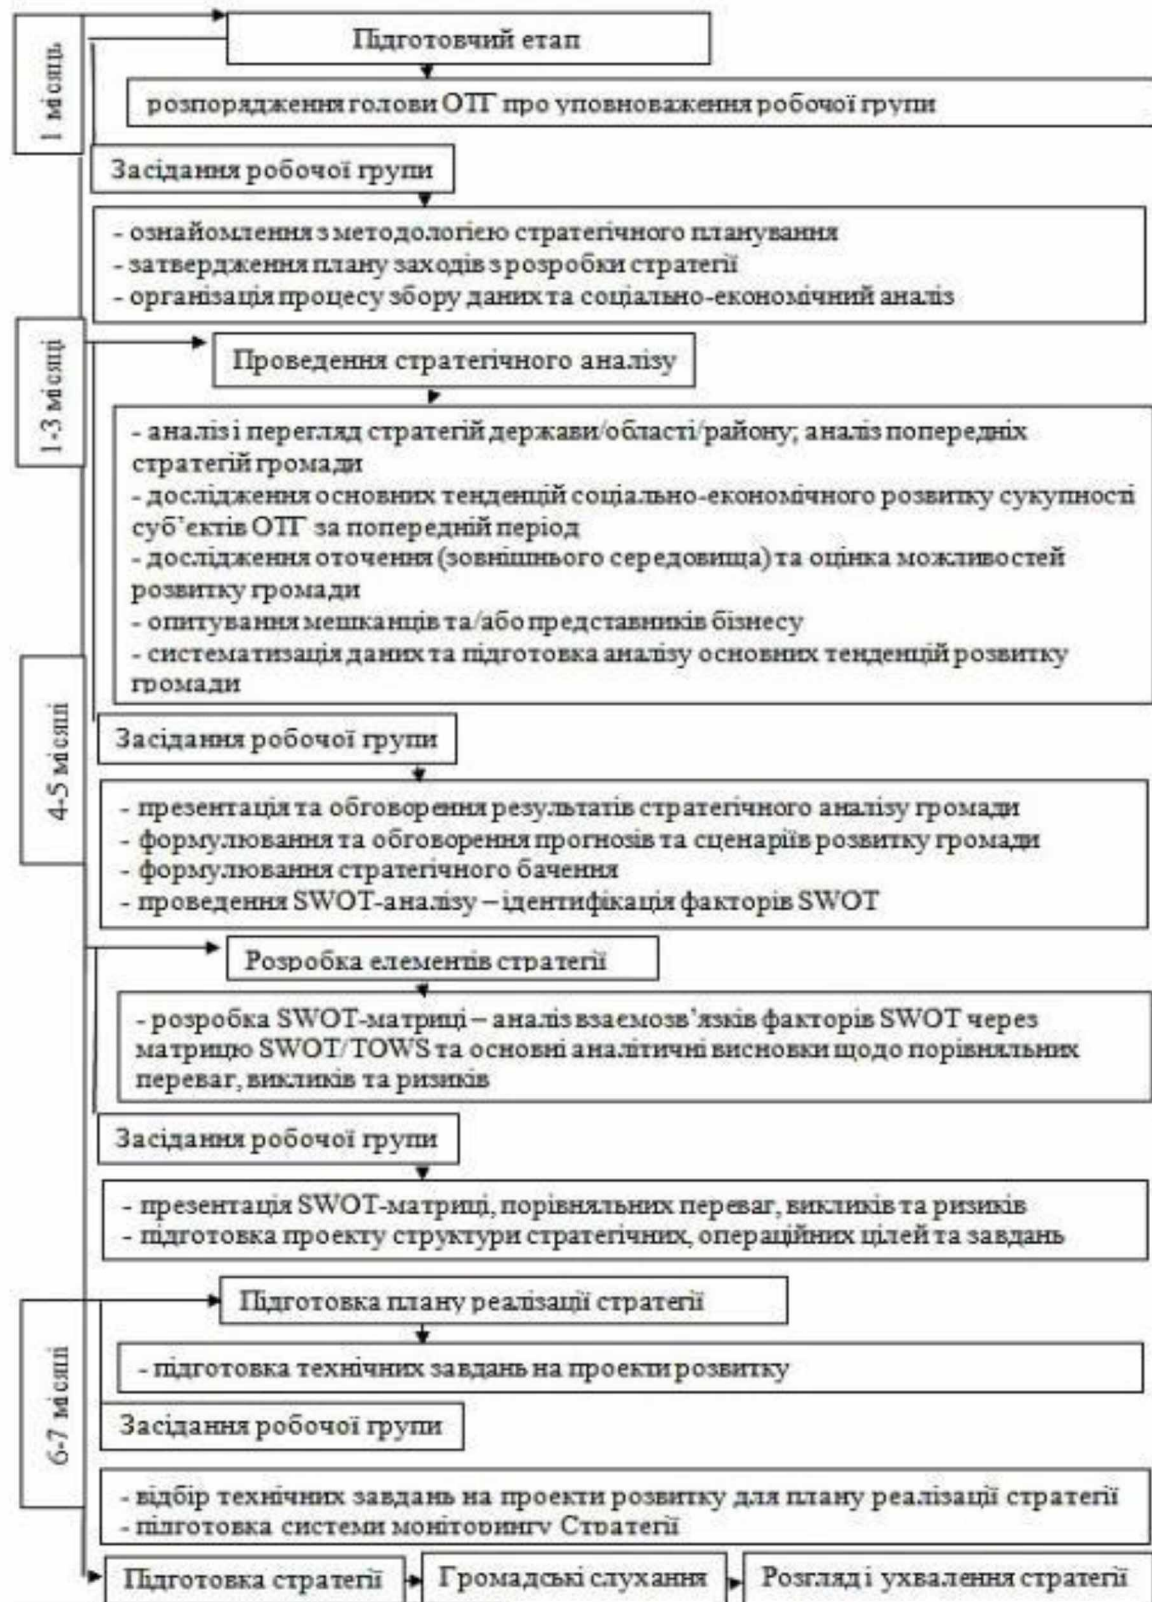 1 місяць
Підготовчий етап
розпорядження голови ОТГ про уповноваження робочої групи
Засідання робочої групи
- ознайомлення з методологією стратегічного планування
- затвердження плану заходів з розробки стратегії
- організація процесу збору даних та соціально-економічний аналіз
1-3 місяці
Проведення стратегічного аналізу
- аналіз і перегляд стратегій держави/області/району; аналіз попередніх
стратегій громади
- дослідження основних тенденцій соціально-економічного розвитку сукупності
суб’єктів ОТГ за попередній період
- дослідження оточення (зовнішнього середовища) та оцінка можливостей
розвитку громади
- опитування мешканців та/або представників бізнесу
- систематизація даних та підготовка аналізу основних тенденцій розвитку
громади
4-5 місяці
Засідання робочої групи
- презентація та обговорення результатів стратегічного аналізу громади
- формулювання та обговорення прогнозів та сценаріїв розвитку громади
- формулювання стратегічного бачення
- проведення SWOT-аналізу – ідентифікація факторів SWOT
Розробка елементів стратегії
- розробка SWOT-матриці – аналіз взаємозв’язків факторів SWOT через
матрицю SWOT/TOWS та основні аналітичні висновки щодо порівняльних
переваг, викликів та ризиків
Засідання робочої групи
- презентація SWOT-матриці, порівняльних переваг, викликів та ризиків
- підготовка проекту структури стратегічних, операційних цілей та завдань
6-7 місяці
Підготовка плану реалізації стратегії
- підготовка технічних завдань на проекти розвитку
Засідання робочої групи
- відбір технічних завдань на проекти розвитку для плану реалізації стратегії
- підготовка системи моніторингу Стратегії
Підготовка стратегії
Громадські слухання
Розгляд і ухвалення стратегії